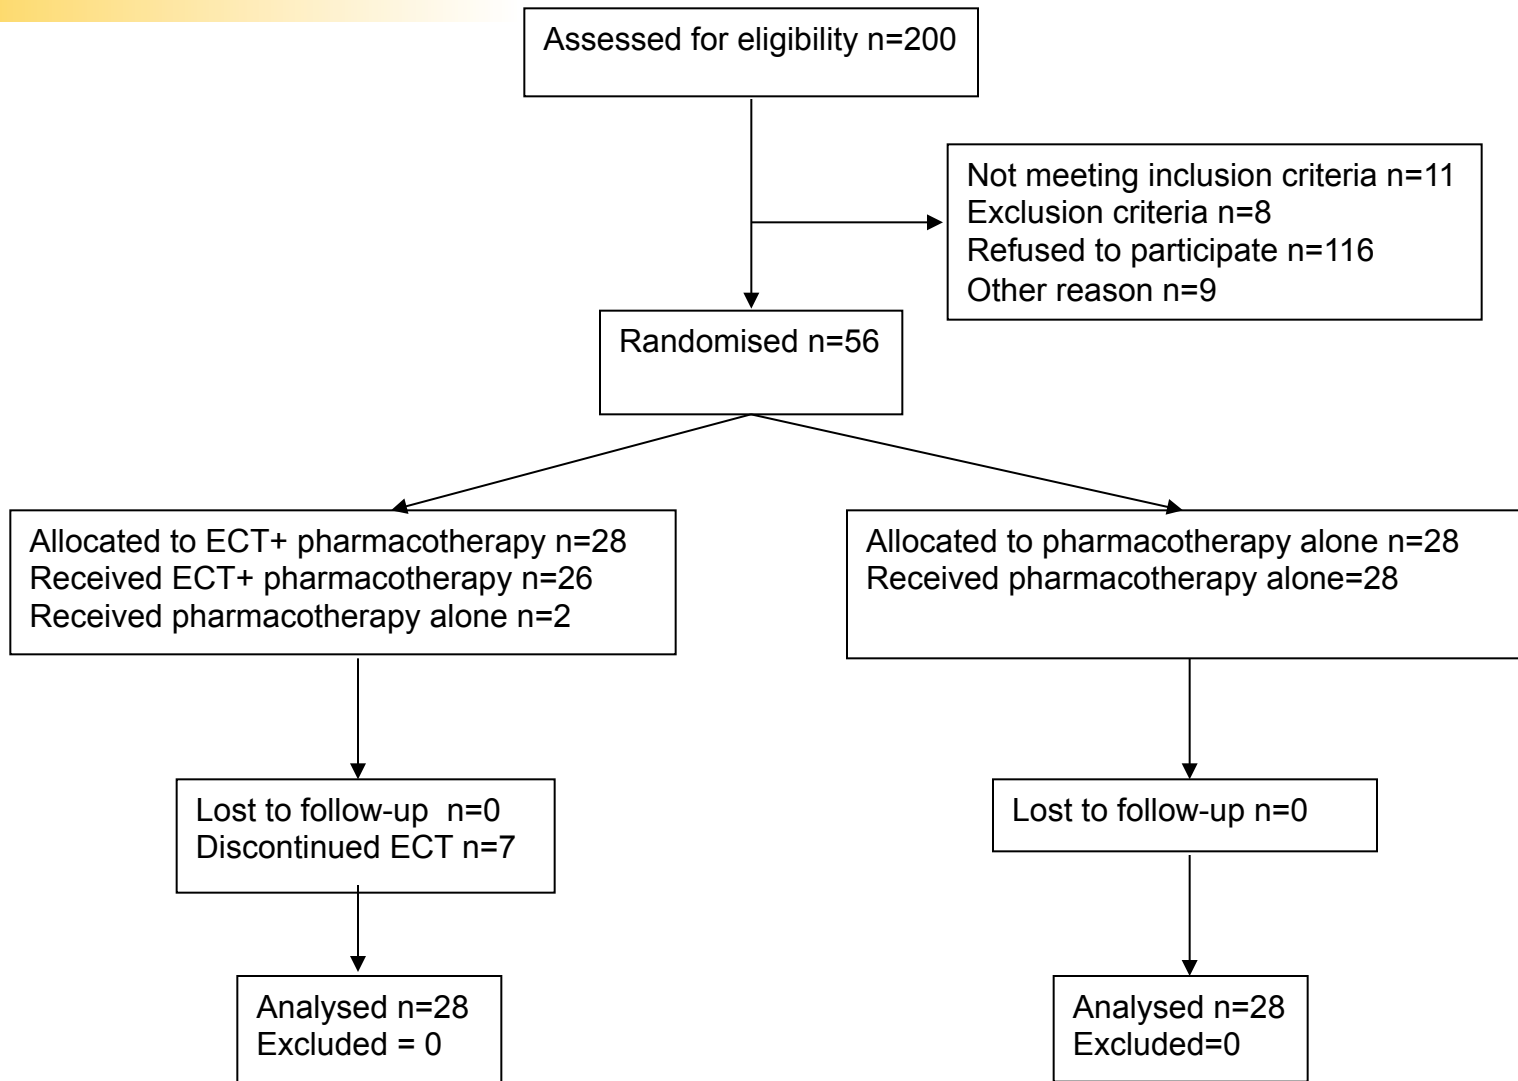 Assessed for eligibility n=200
Not meeting inclusion criteria n=11
Exclusion criteria n=8
Refused to participate n=116
Other reason n=9
Randomised n=56
Allocated to ECT+ pharmacotherapy n=28
Received ECT+ pharmacotherapy n=26
Received pharmacotherapy alone n=2
Allocated to pharmacotherapy alone n=28
Received pharmacotherapy alone=28
Lost to follow-up n=0
Discontinued ECT n=7
Lost to follow-up n=0
Analysed n=28
Excluded = 0
Analysed n=28
Excluded=0